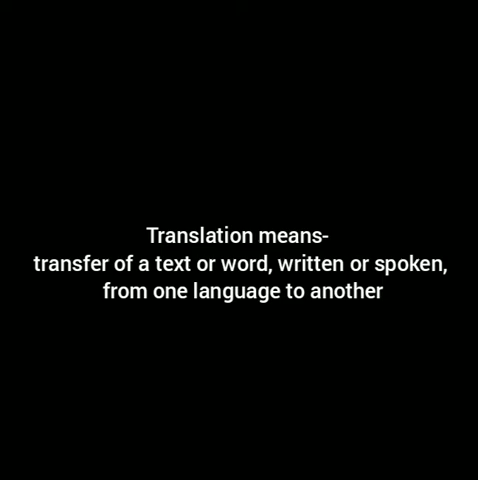 Translation means-
transfer of a text or word, written or spoken,
from one language to another